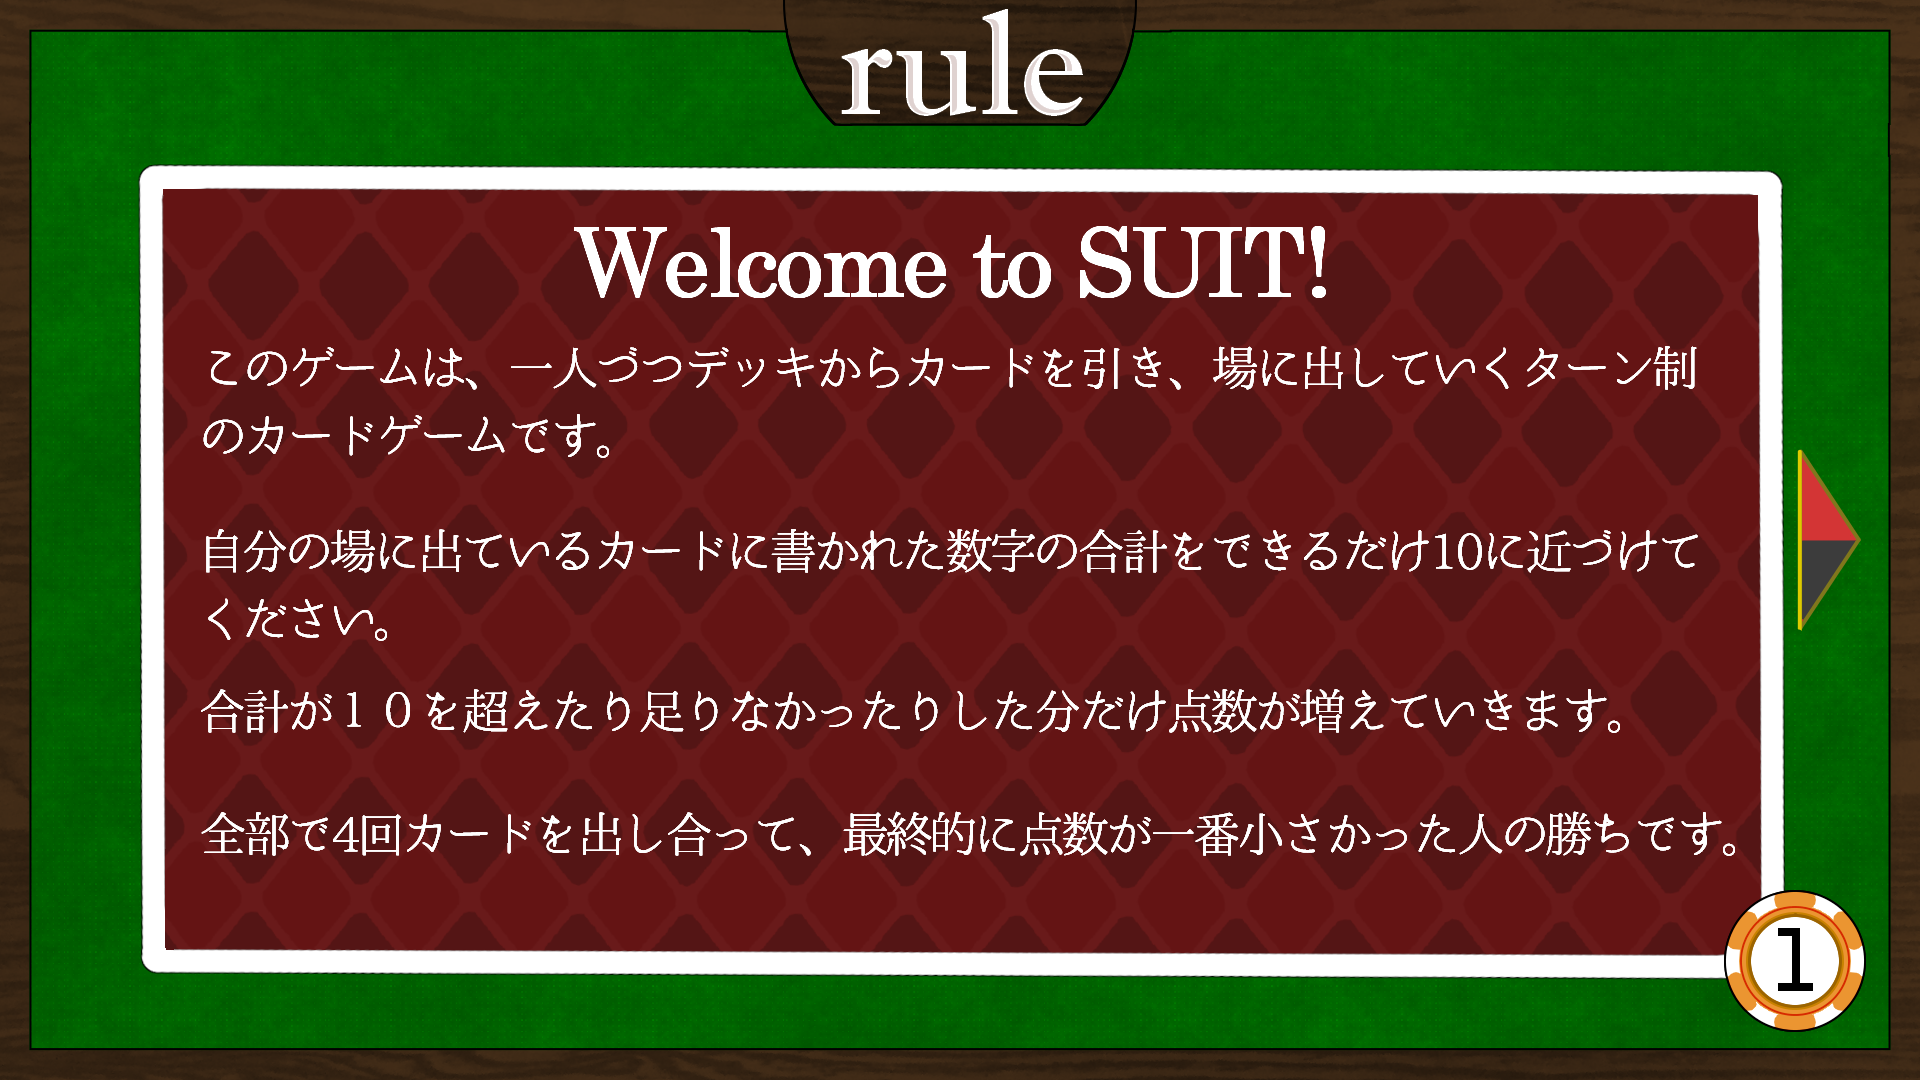 rule
Welcome to SUIT!
このゲームは、一人づつデッキからカードを引き、場に出していくターン制
のカードゲームです。
自分の場に出ているカードに書かれた数字の合計をできるだけ10に近づけて
ください。
合計が１０を超えたり足りなかったりした分だけ点数が増えていきます。
全部で4回カードを出し合って、最終的に点数が一番小さかった人の勝ちです。
1